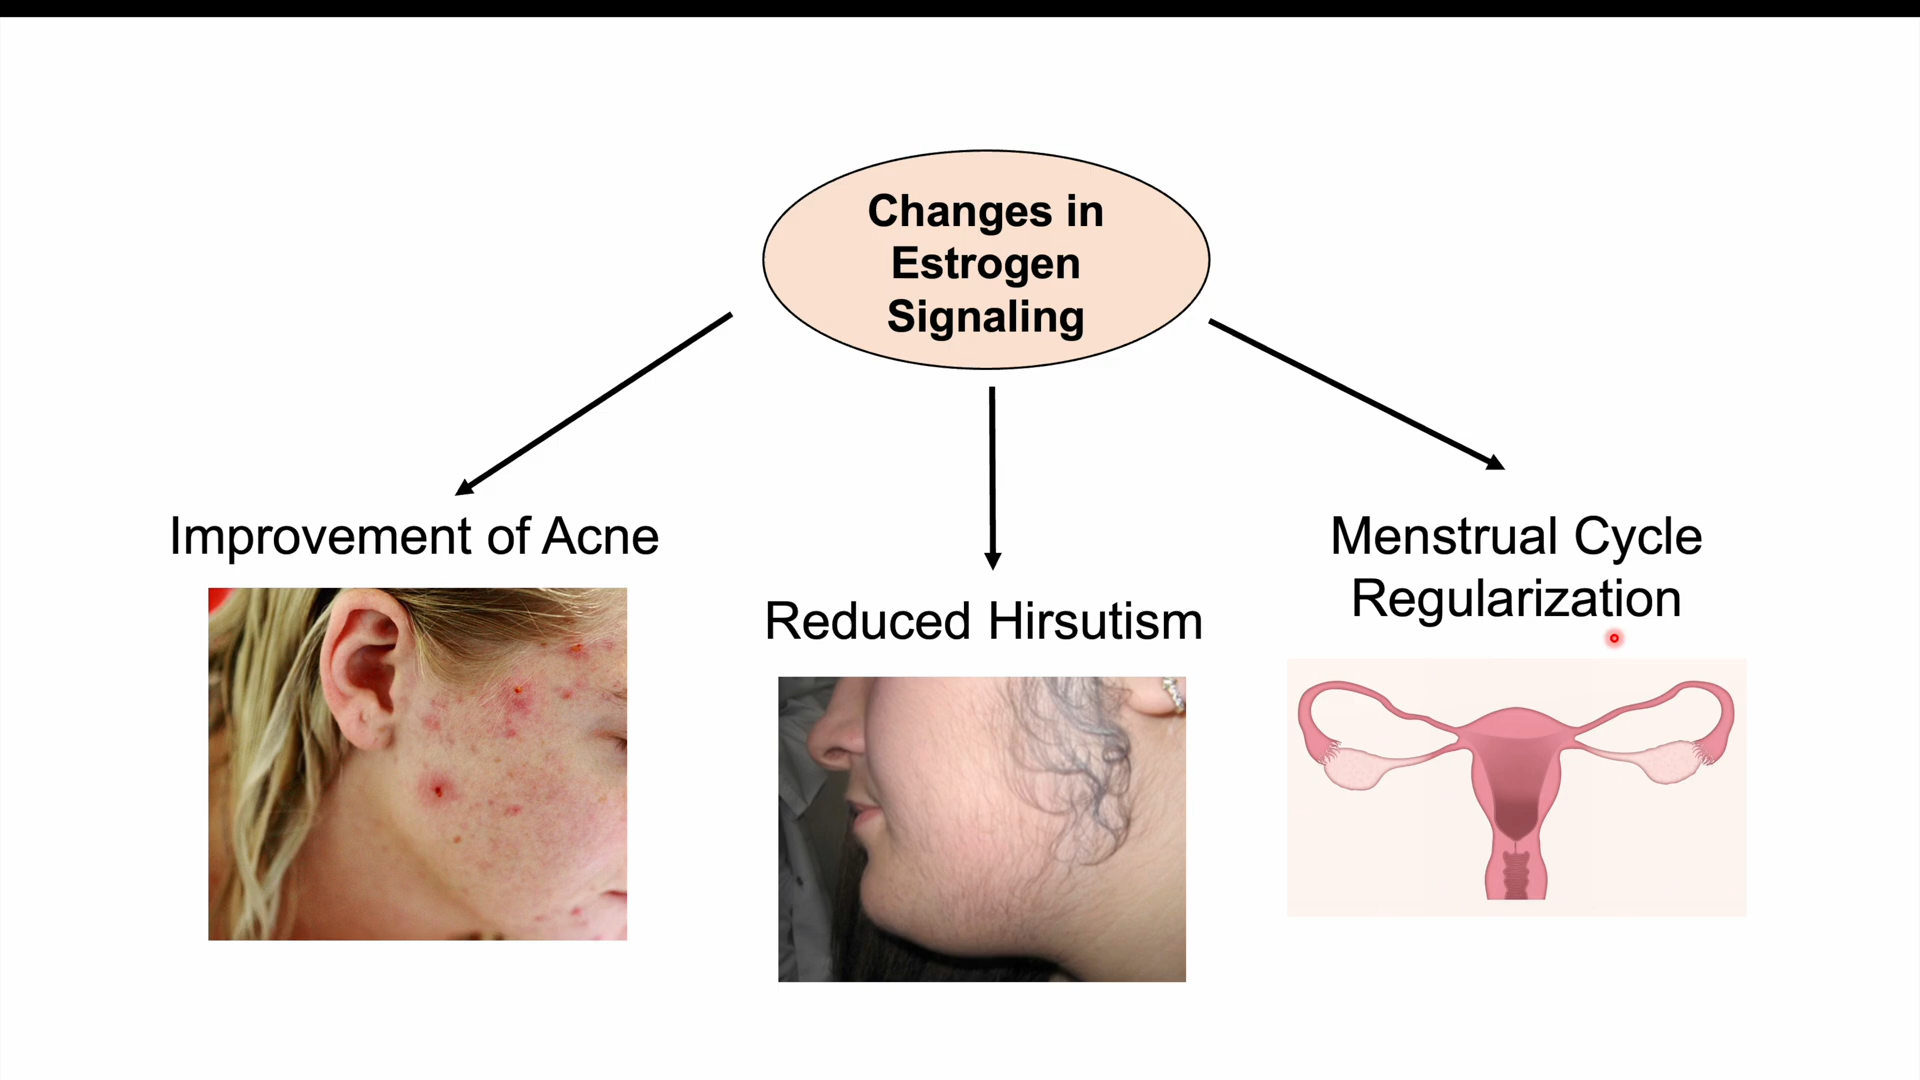 Changes in
Estrogen
Signaling
Improvement of Acne
Reduced Hirsutism
Menstrual Cycle
Regularization